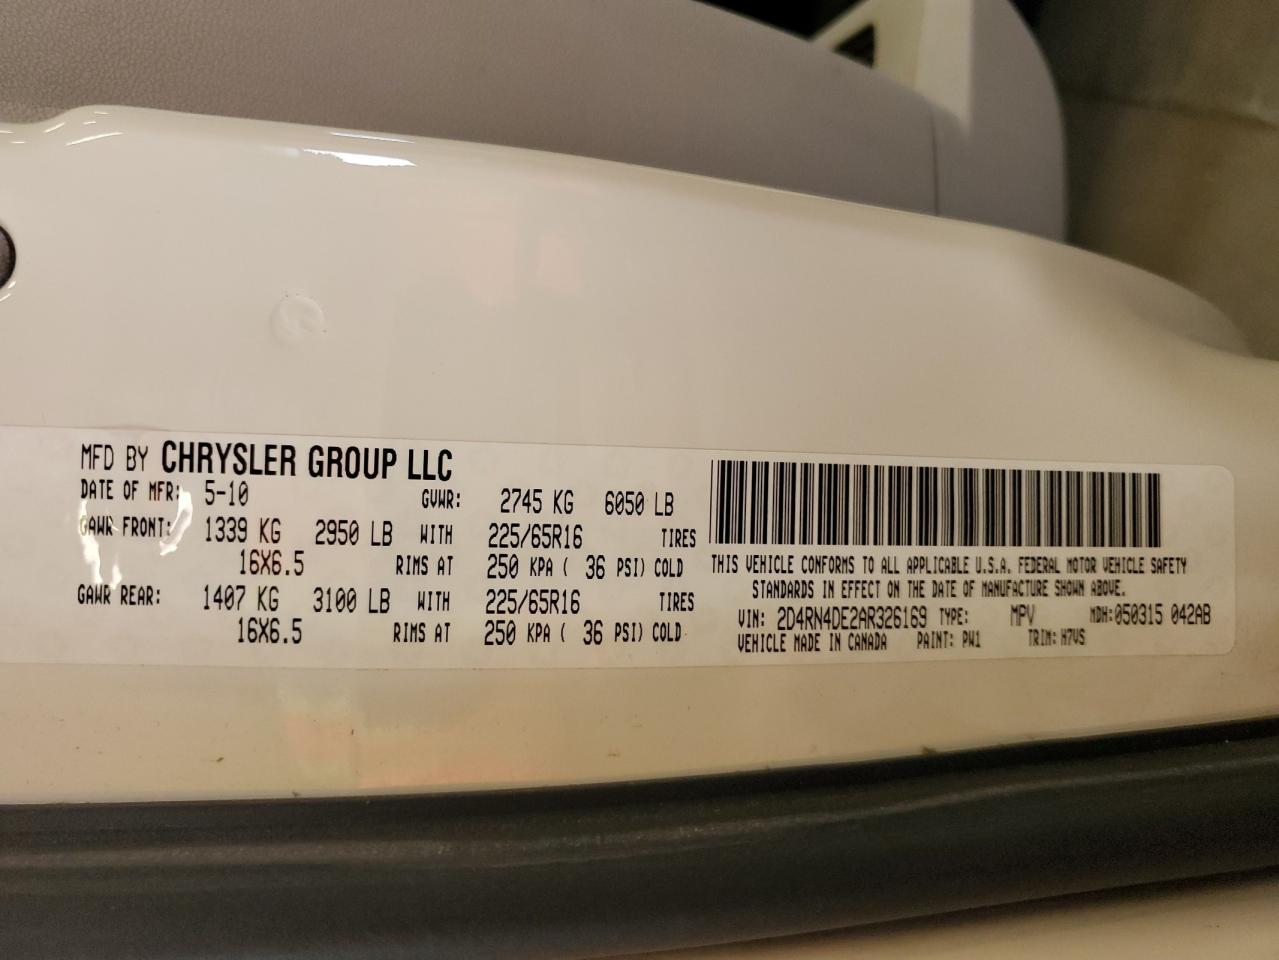 MFD BY CHRYSLER GROUP LLC
DATE OF MFR: 5-10 GVWR: 2745 KG 6050 LB
GAWR FRONT: 1339 KG 2950 LB WITH 225/65R16 TIRES
16X6.5 RIMS AT 250 KPA ( 36 PSI) COLD
GAWR REAR: 1407 KG 3100 LB WITH 225/65R16 TIRES
16X6.5 RIMS AT 250 KPA ( 36 PSI) COLD
THIS VEHICLE CONFORMS TO ALL APPLICABLE U.S.A. FEDERAL MOTOR VEHICLE SAFETY
STANDARDS IN EFFECT ON THE DATE OF MANUFACTURE SHOWN ABOVE.
VIN: 2D4RN4DE2AR326169 TYPE: MPV MDH:050315 042AB
VEHICLE MADE IN CANADA PAINT: PW1 TRIM: H7VS